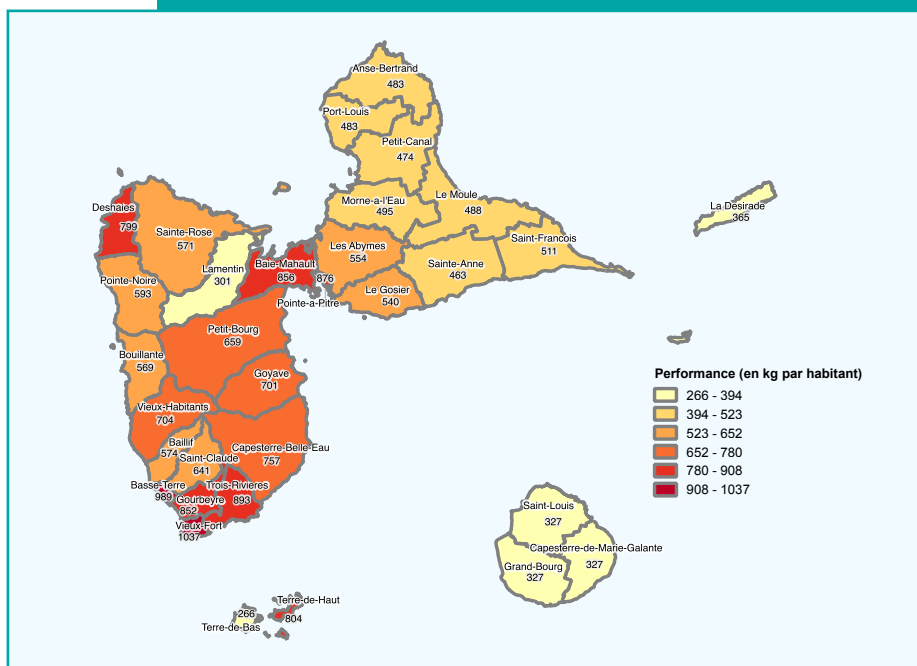 Anse-Bertrand
483
Port-Louis
483
Petit-Canal
474
Le Moule
488
Morne-a-l'Eau
495
La Désirade
365
Deshaies
799
Sainte-Rose
571
Les Abymes
554
Saint-Francois
511
Lamentin
301
Baie-Mahault
856
876
Sainte-Anne
463
Pointe-Noire
593
Le Gosier
540
Pointe-a-Pitre
Petit-Bourg
659
Bouillante
569
Goyave
701
Vieux-Habitants
704
Baillif
574
Saint-Claude
641
Capesterre-Belle-Eau
757
Basse-Terre
989
Trois-Rivieres
893
Gourbeyre
852
Vieux-Fort
1037
Performance (en kg par habitant)
266 - 394
394 - 523
523 - 652
652 - 780
780 - 908
908 - 1037
Saint-Louis
327
Capesterre-de-Marie-Galante
327
Grand-Bourg
327
Terre-de-Haut
804
266
Terre-de-Bas